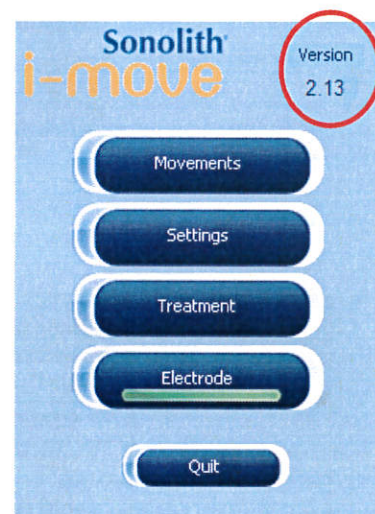 Sonolith
i-move
Version
2.13
Movements
Settings
Treatment
Electrode
Quit